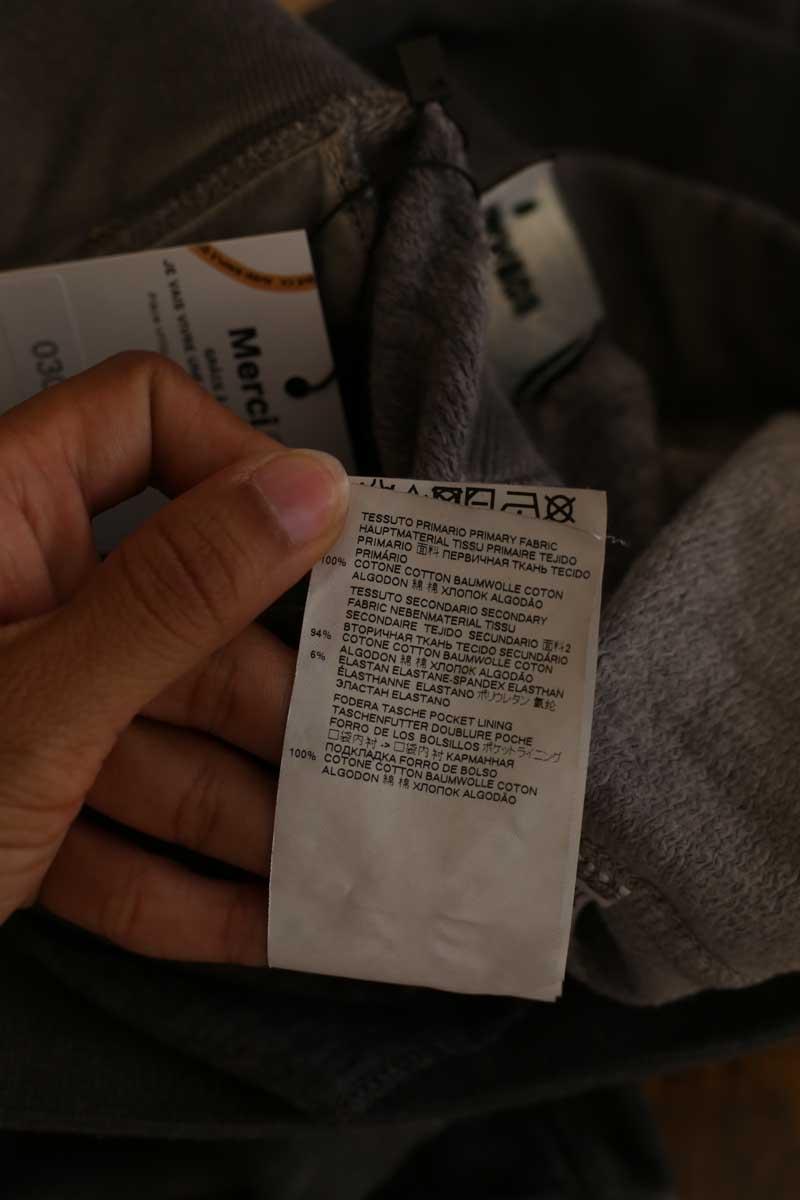 JE VAIS VIVRE
Merci
030
TESSUTO PRIMARIO PRIMARY FABRIC
HAUPTMATERIAL TISSU PRIMAIRE TEJIDO
PRIMARIO 面料 ПЕРВИЧНАЯ ТКАНЬ TECIDO
PRIMÁRIO
100% COTONE COTTON BAUMWOLLE COTON
ALGODON 綿 棉 ХЛОПОК ALGODÃO
TESSUTO SECONDARIO SECONDARY
FABRIC NEBENMATERIAL TISSU
SECONDAIRE TEJIDO SECUNDARIO 面料2
ВТОРИЧНАЯ ТКАНЬ TECIDO SECUNDÁRIO
94% COTONE COTTON BAUMWOLLE COTON
ALGODON 綿 棉 ХЛОПОК ALGODÃO
6% ELASTAN ELASTANE-SPANDEX ELASTHAN
ÉLASTHANNE ELASTANO ポリウレタン 氨纶
ЭЛАСТАН ELASTANO
FODERA TASCHE POCKET LINING
TASCHENFUTTER DOUBLURE POCHE
FORRO DE LOS BOLSILLOS ポケットライニング
口袋内衬 -> 口袋内衬 КАРМАННАЯ
ПОДКЛАДКА FORRO DE BOLSO
100% COTONE COTTON BAUMWOLLE COTON
ALGODON 綿 棉 ХЛОПОК ALGODÃO